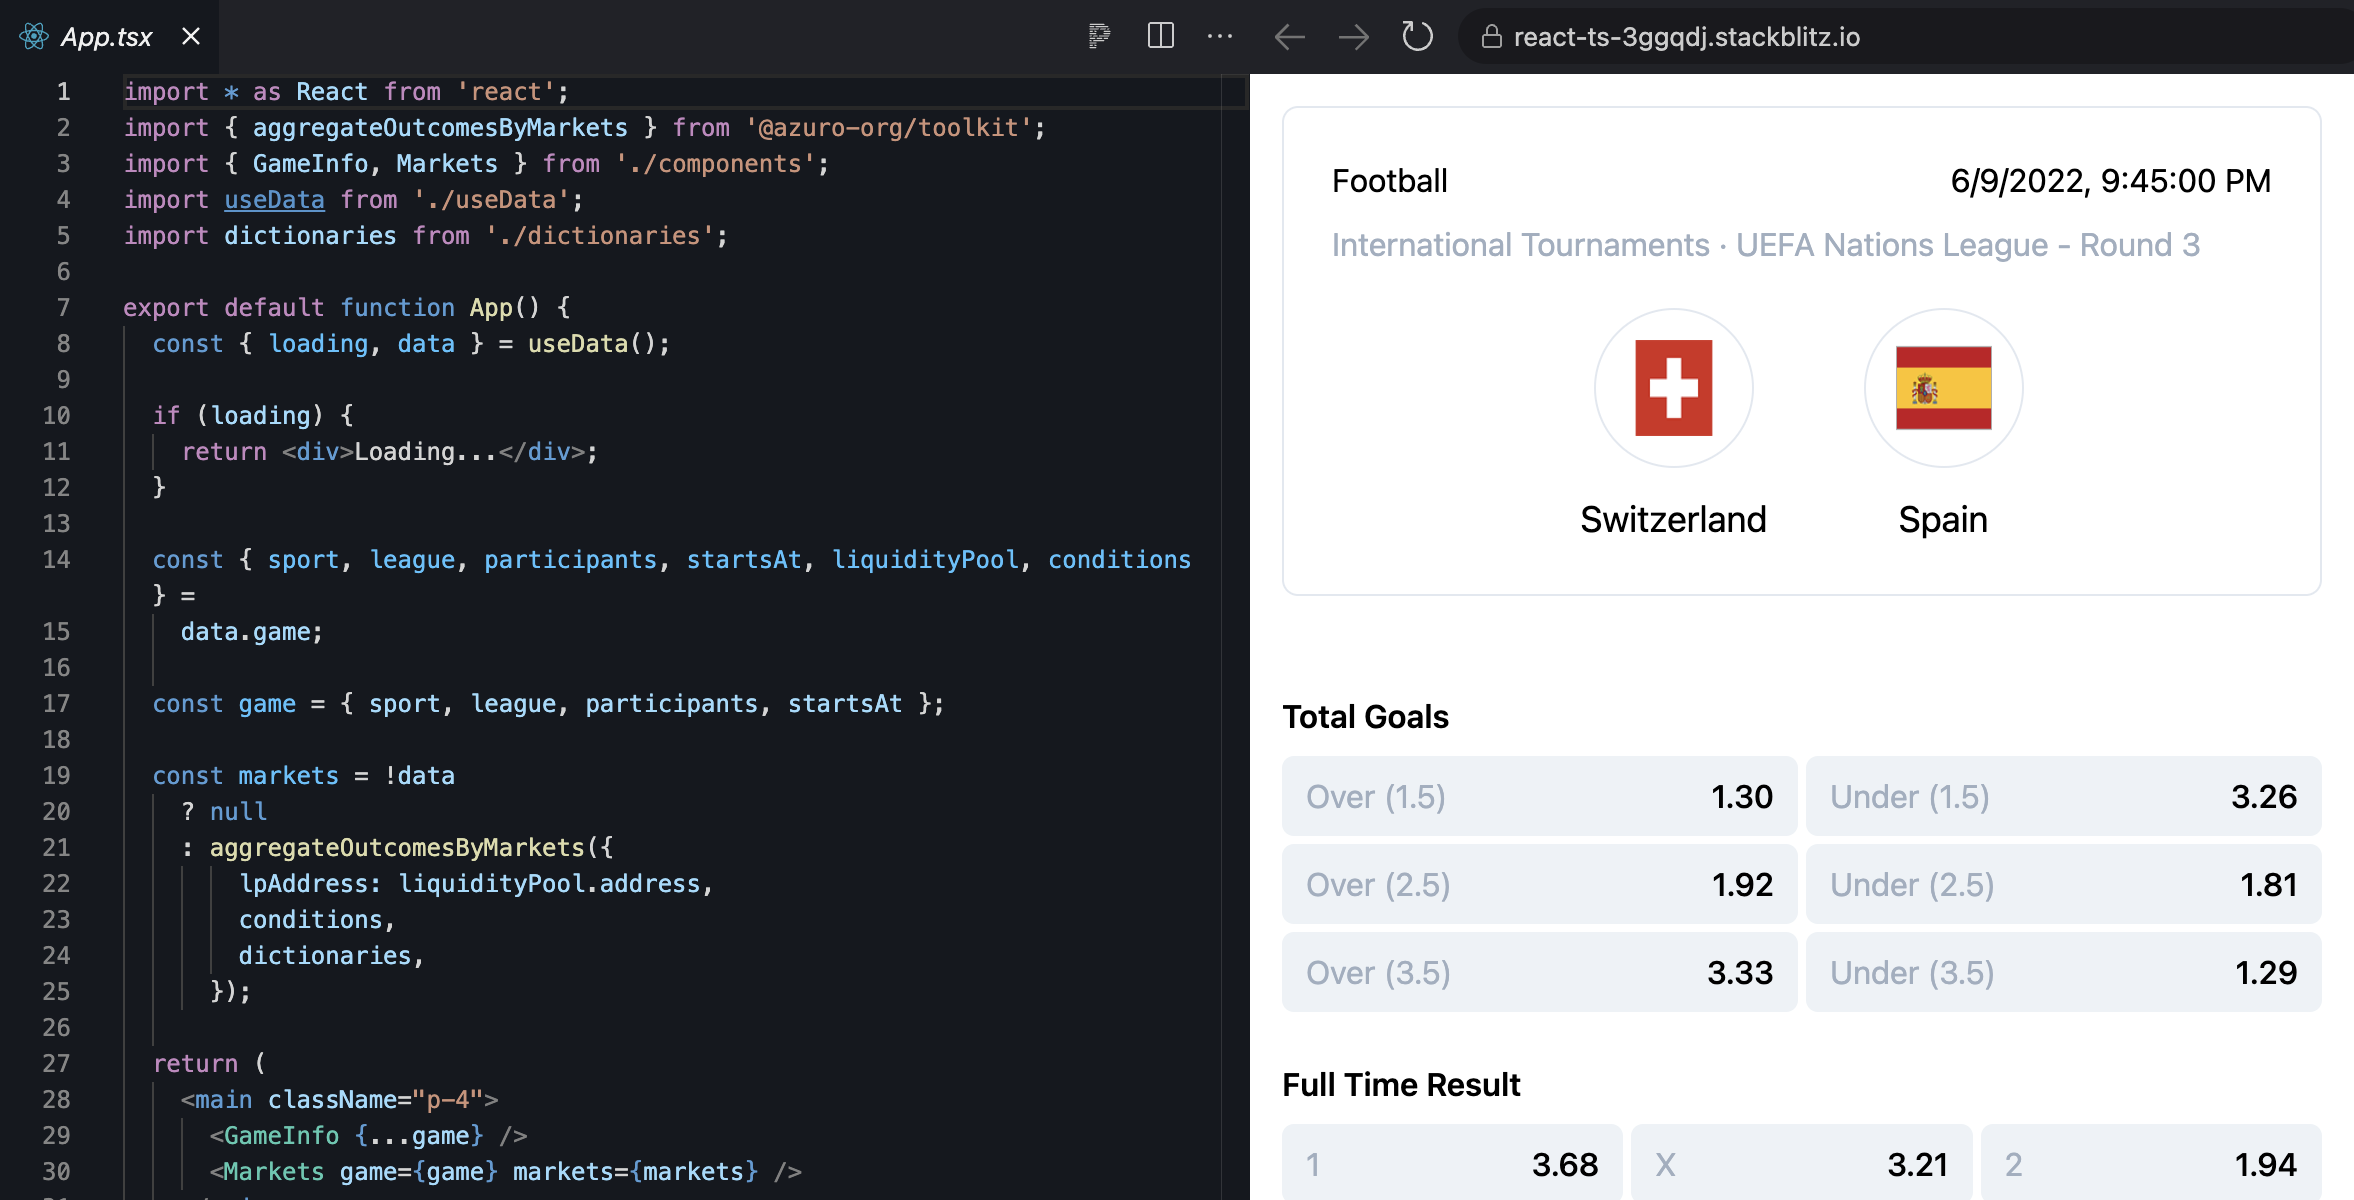 App.tsx
react-ts-3ggqdj.stackblitz.io
1 import * as React from 'react';
2 import { aggregateOutcomesByMarkets } from '@azuro-org/toolkit';
3 import { GameInfo, Markets } from './components';
4 import useData from './useData';
5 import dictionaries from './dictionaries';
6
7 export default function App() {
8 const { loading, data } = useData();
9
10 if (loading) {
11 return <div>Loading...</div>;
12 }
13
14 const { sport, league, participants, startsAt, liquidityPool, conditions
} =
15 data.game;
16
17 const game = { sport, league, participants, startsAt };
18
19 const markets = !data
20 ? null
21 : aggregateOutcomesByMarkets({
22 lpAddress: liquidityPool.address,
23 conditions,
24 dictionaries,
25 });
26
27 return (
28 <main className="p-4">
29 <GameInfo {...game} />
30 <Markets game={game} markets={markets} />
Football 6/9/2022, 9:45:00 PM
International Tournaments · UEFA Nations League - Round 3
Switzerland Spain
Total Goals
Over (1.5) 1.30 Under (1.5) 3.26
Over (2.5) 1.92 Under (2.5) 1.81
Over (3.5) 3.33 Under (3.5) 1.29
Full Time Result
1 3.68 X 3.21 2 1.94